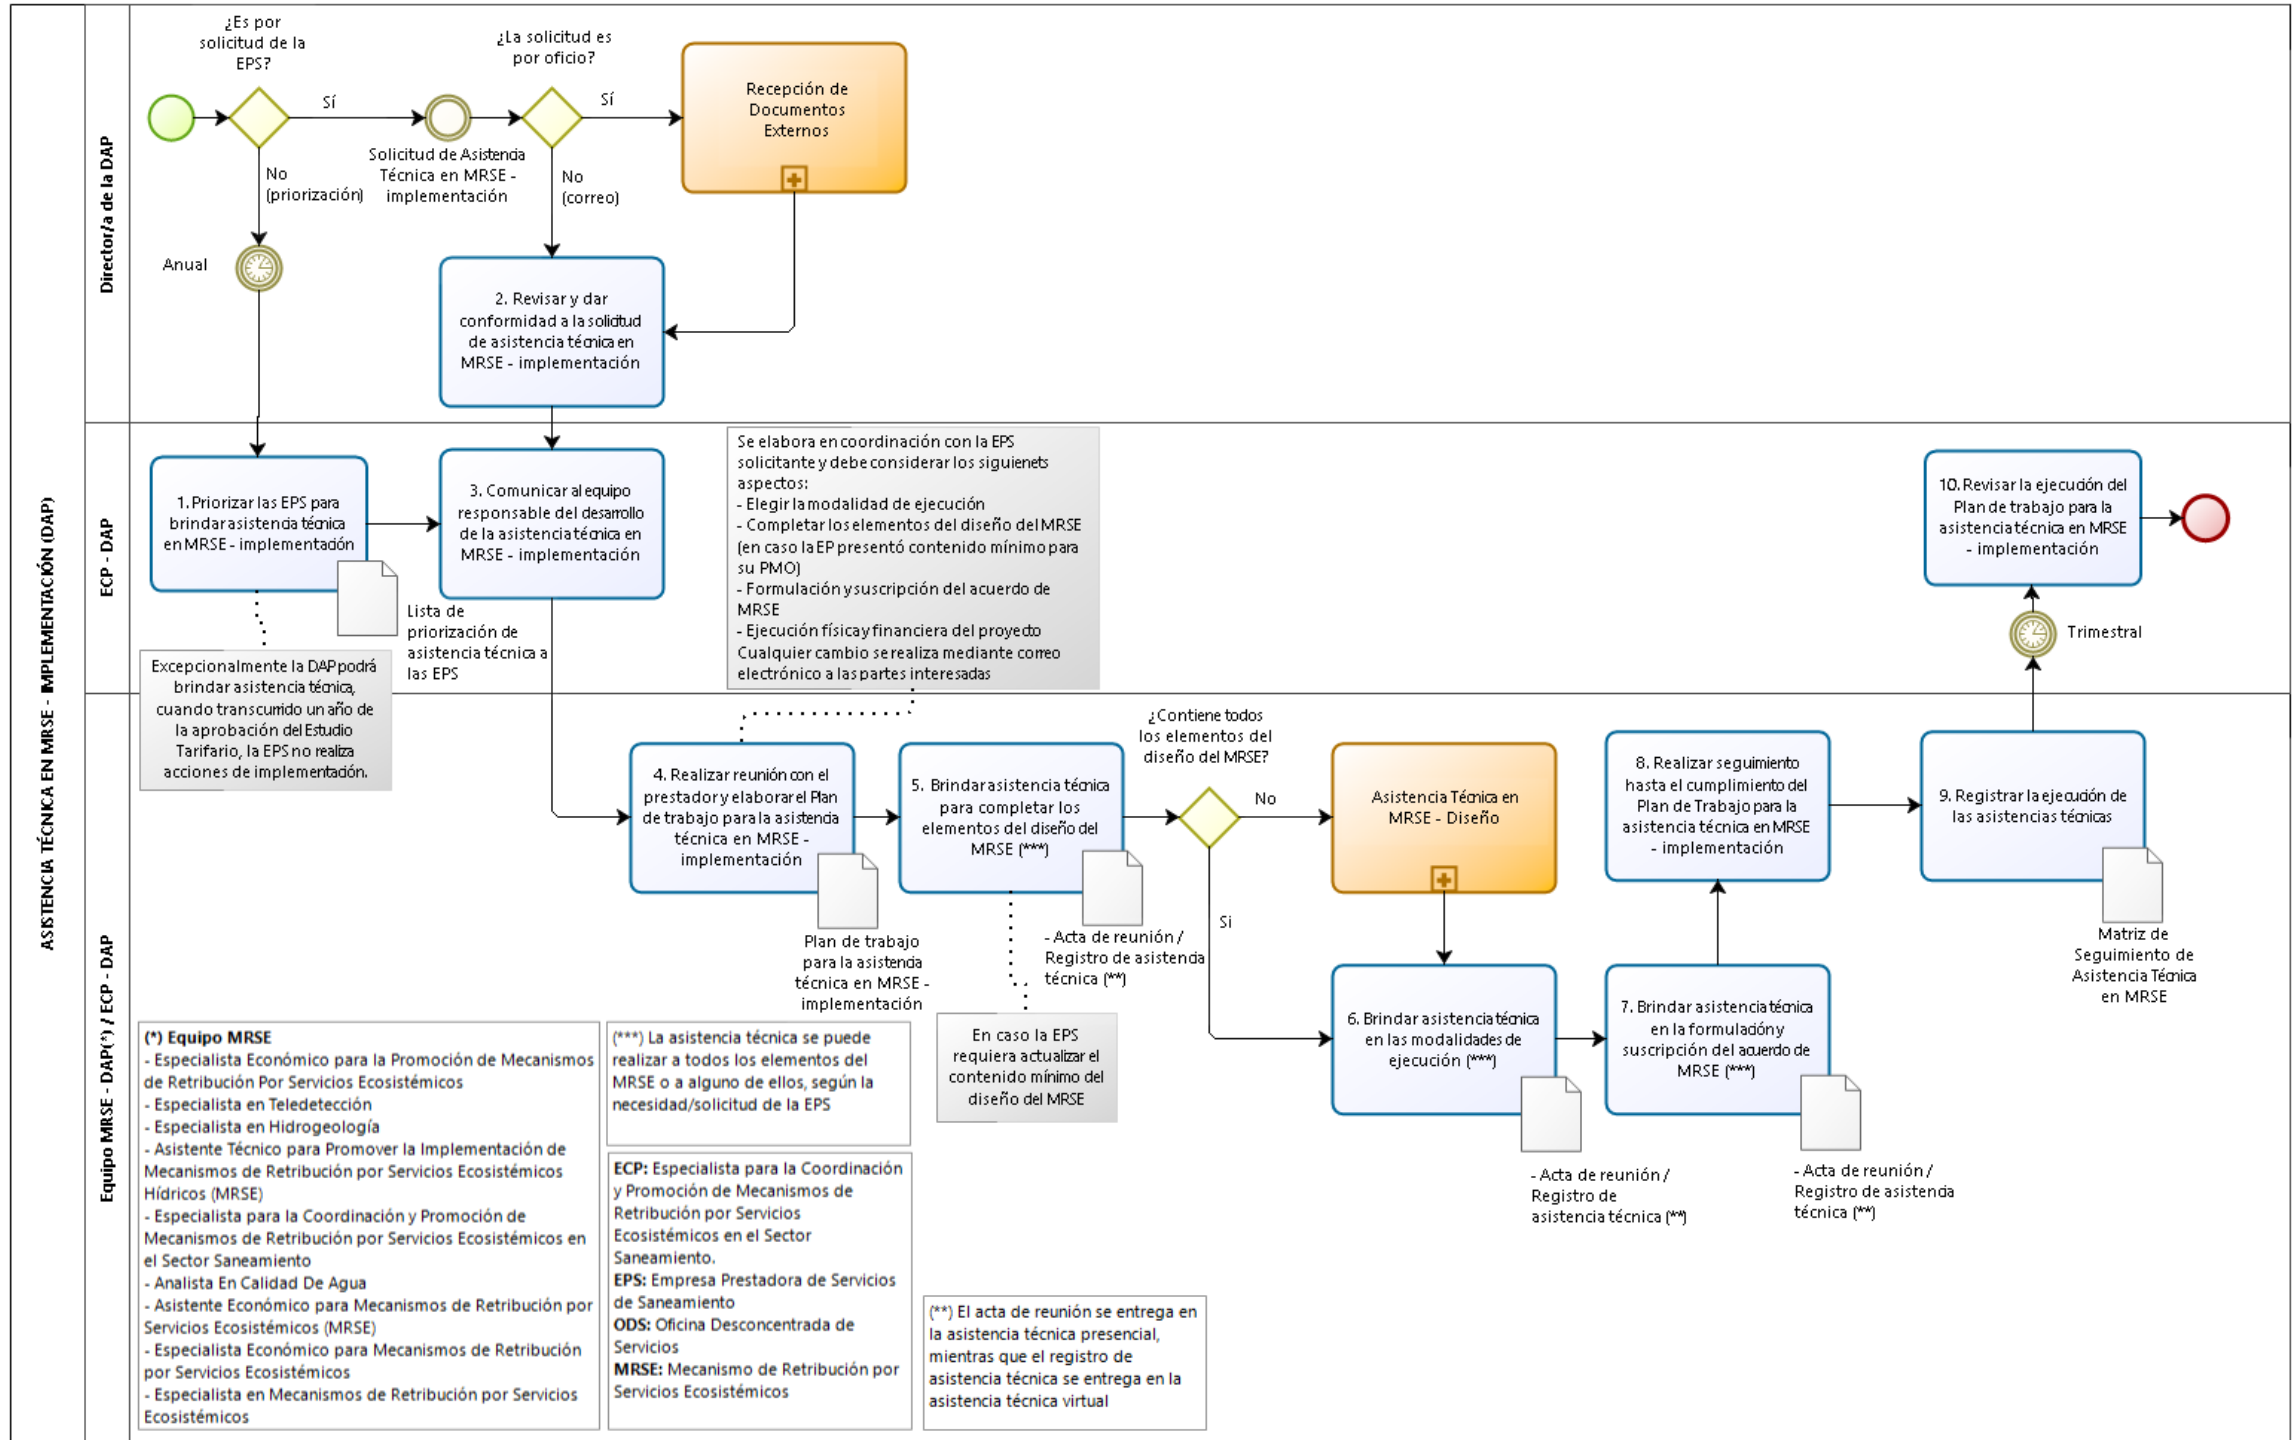 ASISTENCIA TÉCNICA EN MRSE - IMPLEMENTACIÓN (DAP)
Director/a de la DAP
¿Es por
solicitud de la
EPS?
Sí
No
(priorización)
Anual
Solicitud de Asistencia
Técnica en MRSE -
implementación
¿La solicitud es
por oficio?
Sí
No
(correo)
Recepción de
Documentos
Externos
2. Revisar y dar
conformidad a la solicitud
de asistencia técnica en
MRSE - implementación
ECP - DAP
1. Priorizar las EPS para
brindar asistencia técnica
en MRSE - implementación
Lista de
priorización de
asistencia técnica a
las EPS
Excepcionalmente la DAP podrá
brindar asistencia técnica,
cuando transcurrido un año de
la aprobación del Estudio
Tarifario, la EPS no realiza
acciones de implementación.
3. Comunicar al equipo
responsable del desarrollo
de la asistencia técnica en
MRSE - implementación
Se elabora en coordinación con la EPS
solicitante y debe considerar los siguienets
aspectos:
- Elegir la modalidad de ejecución
- Completar los elementos del diseño del MRSE
(en caso la EP presentó contenido mínimo para
su PMO)
- Formulación y suscripción del acuerdo de
MRSE
- Ejecución física y financiera del proyecto
Cualquier cambio se realiza mediante correo
electrónico a las partes interesadas
10. Revisar la ejecución del
Plan de trabajo para la
asistencia técnica en MRSE
- implementación
Trimestral
Equipo MRSE - DAP(*) / ECP - DAP
4. Realizar reunión con el
prestador y elaborar el Plan
de trabajo para la asistencia
técnica en MRSE -
implementación
Plan de trabajo
para la asistencia
técnica en MRSE -
implementación
5. Brindar asistencia técnica
para completar los
elementos del diseño del
MRSE (***)
- Acta de reunión /
Registro de asistencia
técnica (**)
En caso la EPS
requiera actualizar el
contenido mínimo del
diseño del MRSE
¿Contiene todos
los elementos del
diseño del MRSE?
No
Si
Asistencia Técnica en
MRSE - Diseño
6. Brindar asistencia técnica
en las modalidades de
ejecución (***)
- Acta de reunión /
Registro de
asistencia técnica (**)
7. Brindar asistencia técnica
en la formulación y
suscripción del acuerdo de
MRSE (***)
- Acta de reunión /
Registro de asistencia
técnica (**)
8. Realizar seguimiento
hasta el cumplimiento del
Plan de Trabajo para la
asistencia técnica en MRSE
- implementación
9. Registrar la ejecución de
las asistencias técnicas
Matriz de
Seguimiento de
Asistencia Técnica
en MRSE
(*) Equipo MRSE
- Especialista Económico para la Promoción de Mecanismos
de Retribución Por Servicios Ecosistémicos
- Especialista en Teledetección
- Especialista en Hidrogeología
- Asistente Técnico para Promover la Implementación de
Mecanismos de Retribución por Servicios Ecosistémicos
Hídricos (MRSE)
- Especialista para la Coordinación y Promoción de
Mecanismos de Retribución por Servicios Ecosistémicos en
el Sector Saneamiento
- Analista En Calidad De Agua
- Asistente Económico para Mecanismos de Retribución por
Servicios Ecosistémicos (MRSE)
- Especialista Económico para Mecanismos de Retribución
por Servicios Ecosistémicos
- Especialista en Mecanismos de Retribución por Servicios
Ecosistémicos
(***) La asistencia técnica se puede
realizar a todos los elementos del
MRSE o a alguno de ellos, según la
necesidad/solicitud de la EPS
ECP: Especialista para la Coordinación
y Promoción de Mecanismos de
Retribución por Servicios
Ecosistémicos en el Sector
Saneamiento.
EPS: Empresa Prestadora de Servicios
de Saneamiento
ODS: Oficina Desconcentrada de
Servicios
MRSE: Mecanismo de Retribución por
Servicios Ecosistémicos
(**) El acta de reunión se entrega en
la asistencia técnica presencial,
mientras que el registro de
asistencia técnica se entrega en la
asistencia técnica virtual